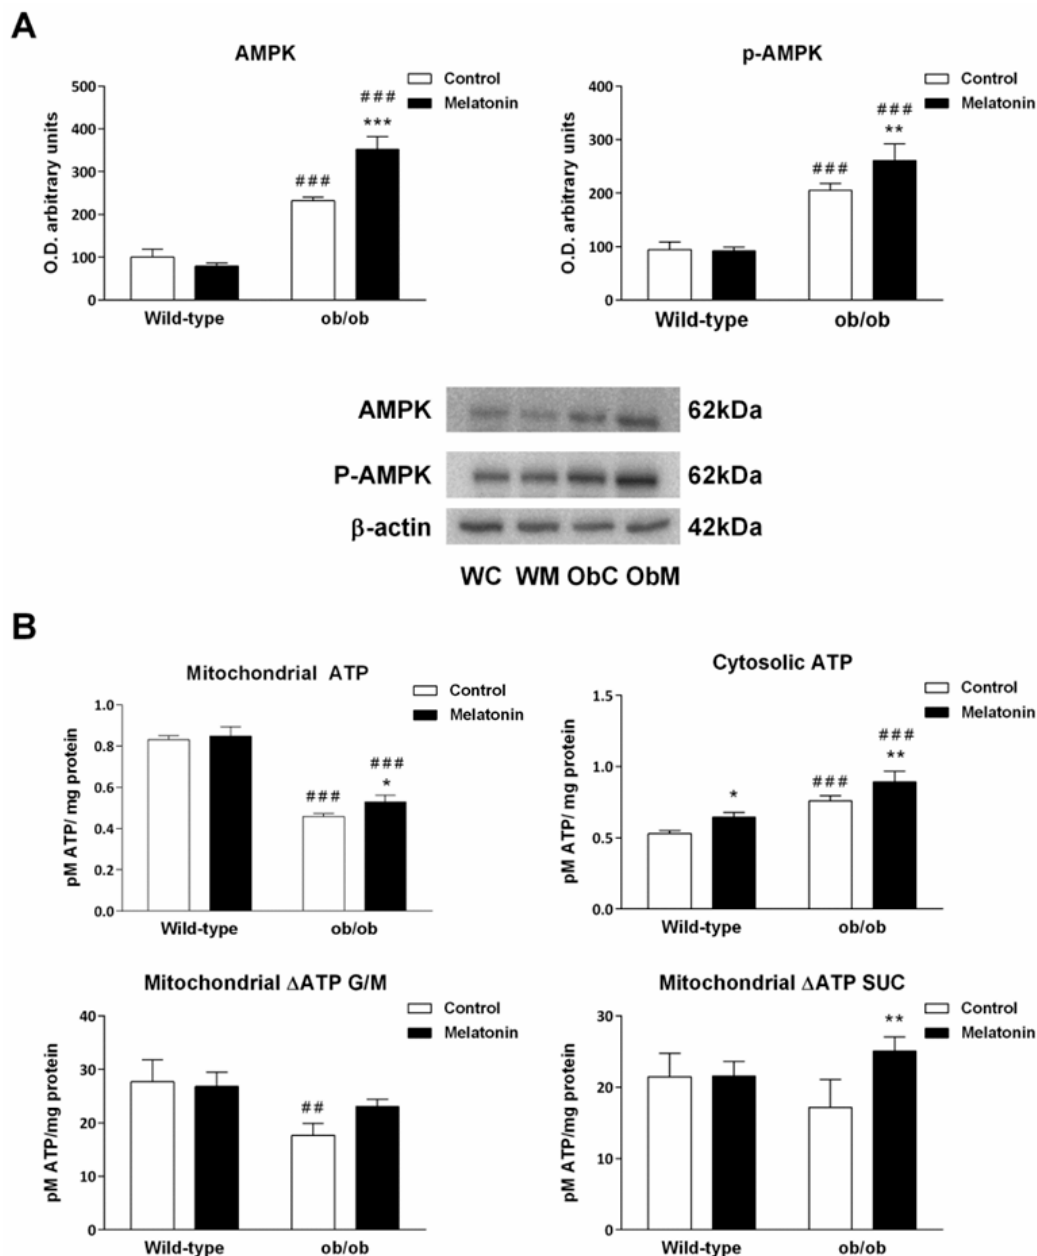 A
AMPK
Control
Melatonin
###
***
###
O.D. arbitrary units
500
400
300
200
100
0
Wild-type ob/ob
p-AMPK
Control
Melatonin
###
**
###
O.D. arbitrary units
400
300
200
100
0
Wild-type ob/ob
AMPK 62kDa
P-AMPK 62kDa
β-actin 42kDa
WC WM ObC ObM
B
Mitochondrial ATP
Control
Melatonin
###
*
###
pM ATP/ mg protein
1.0
0.8
0.6
0.4
0.2
0.0
Wild-type ob/ob
Cytosolic ATP
Control
Melatonin
###
**
###
*
pM ATP/ mg protein
1.5
1.0
0.5
0.0
Wild-type ob/ob
Mitochondrial ΔATP G/M
Control
Melatonin
##
pM ATP/mg protein
40
30
20
10
0
Wild-type ob/ob
Mitochondrial ΔATP SUC
Control
Melatonin
**
pM ATP/mg protein
30
20
10
0
Wild-type ob/ob